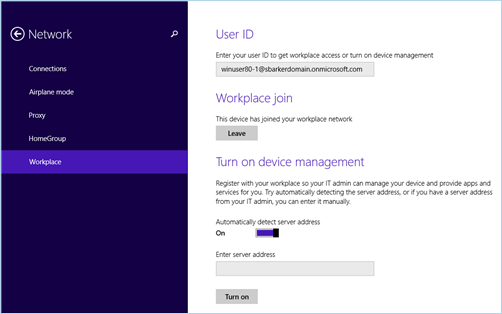 Network
Connections
Airplane mode
Proxy
HomeGroup
Workplace
User ID
Enter your user ID to get workplace access or turn on device management
winuser80-1@sbarkerdomain.onmicrosoft.com
Workplace join
This device has joined your workplace network
Leave
Turn on device management
Register with your workplace so your IT admin can manage your device and provide apps and
services for you. Try automatically detecting the server address, or if you have a server address
from your IT admin, you can enter it manually.
Automatically detect server address
On
Enter server address
Turn on